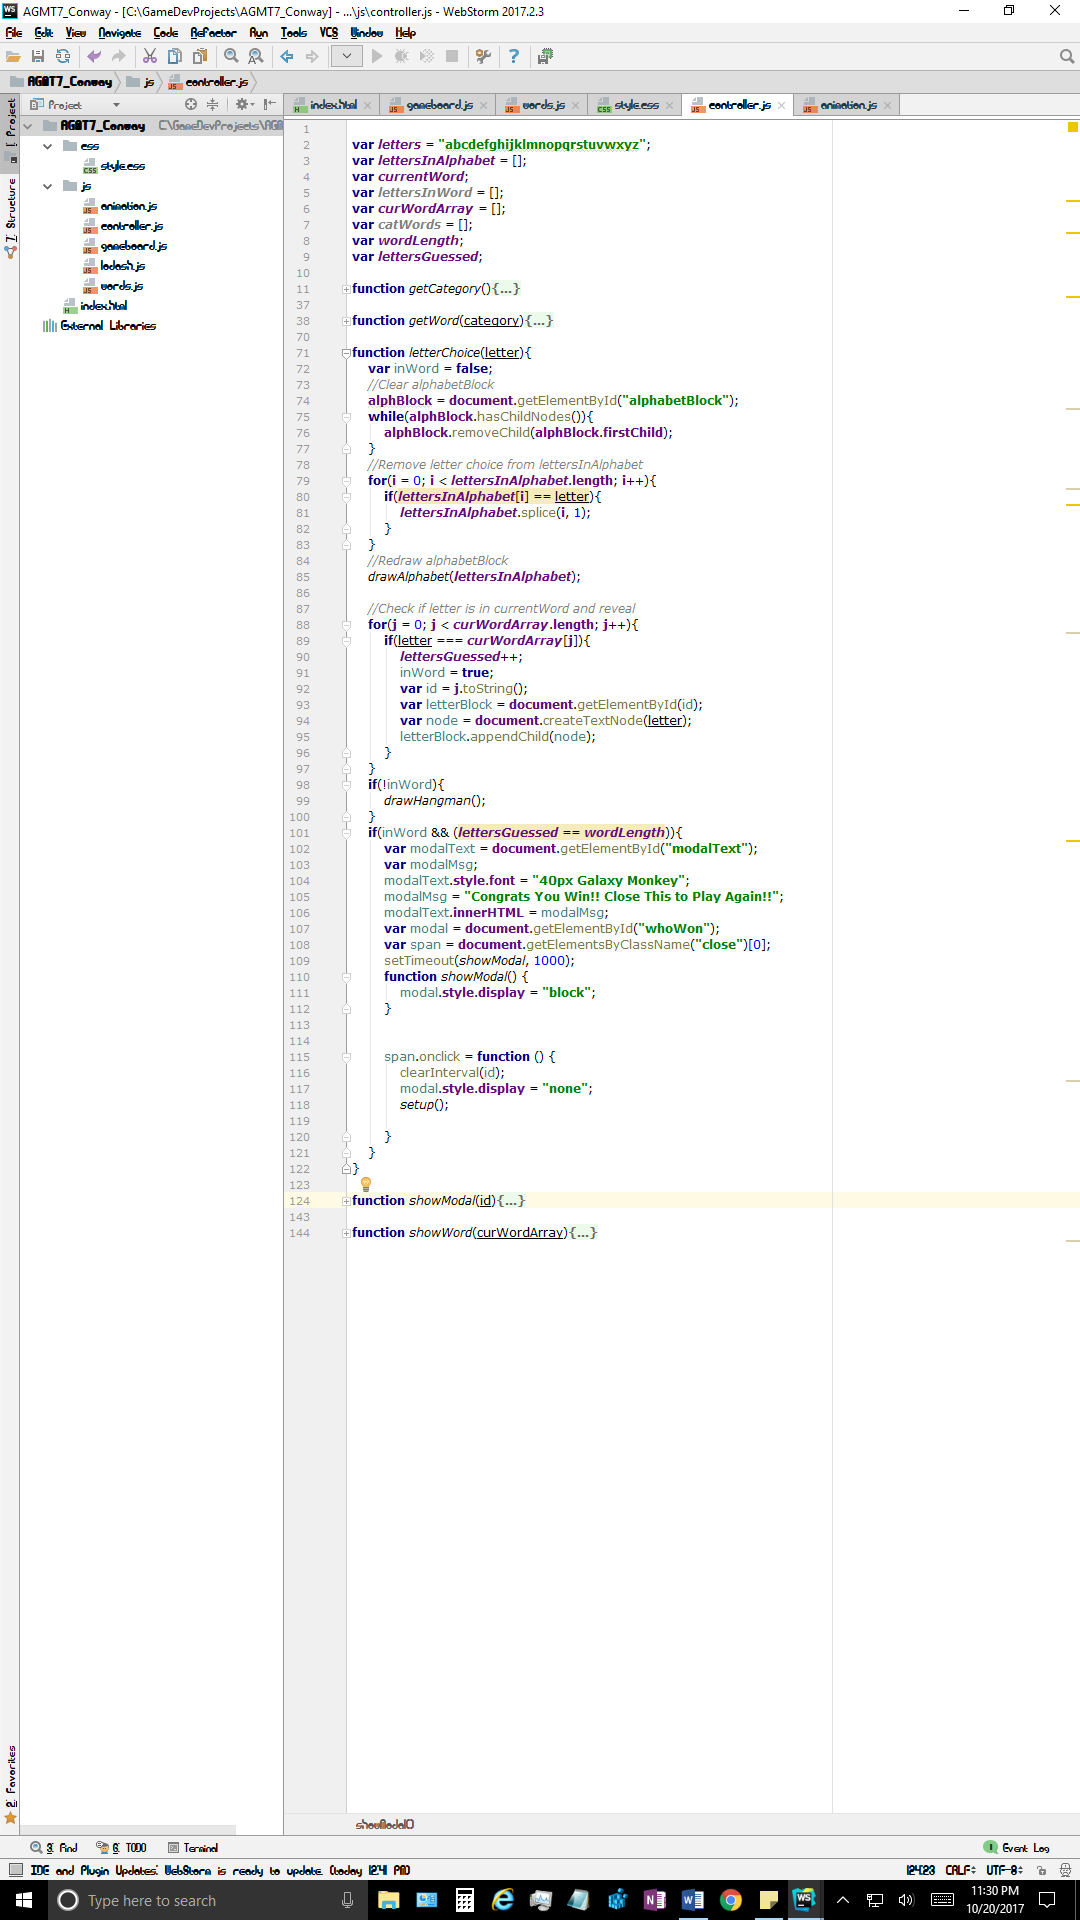 AGMT7_Conway - [C:\GameDevProjects\AGMT7_Conway] - ...\js\controller.js - WebStorm 2017.2.3
File Edit View Navigate Code Refactor Run Tools VCS Window Help
AGMT7_Conway js controller.js
Project index.html gameboard.js words.js style.css controller.js animation.js
1: Project
7: Structure
2: Favorites
AGMT7_Conway C:\GameDevProjects\AGM
css
style.css
js
animation.js
controller.js
gameboard.js
lodash.js
words.js
index.html
External Libraries
1
2 var letters = "abcdefghijklmnopqrstuvwxyz";
3 var lettersInAlphabet = [];
4 var currentWord;
5 var lettersInWord = [];
6 var curWordArray = [];
7 var catWords = [];
8 var wordLength;
9 var lettersGuessed;
10
11 function getCategory(){...}
37
38 function getWord(category){...}
70
71 function letterChoice(letter){
72 var inWord = false;
73 //Clear alphabetBlock
74 alphBlock = document.getElementById("alphabetBlock");
75 while(alphBlock.hasChildNodes()){
76 alphBlock.removeChild(alphBlock.firstChild);
77 }
78 //Remove letter choice from lettersInAlphabet
79 for(i = 0; i < lettersInAlphabet.length; i++){
80 if(lettersInAlphabet[i] == letter){
81 lettersInAlphabet.splice(i, 1);
82 }
83 }
84 //Redraw alphabetBlock
85 drawAlphabet(lettersInAlphabet);
86
87 //Check if letter is in currentWord and reveal
88 for(j = 0; j < curWordArray.length; j++){
89 if(letter === curWordArray[j]){
90 lettersGuessed++;
91 inWord = true;
92 var id = j.toString();
93 var letterBlock = document.getElementById(id);
94 var node = document.createTextNode(letter);
95 letterBlock.appendChild(node);
96 }
97 }
98 if(!inWord){
99 drawHangman();
100 }
101 if(inWord && (lettersGuessed == wordLength)){
102 var modalText = document.getElementById("modalText");
103 var modalMsg;
104 modalText.style.font = "40px Galaxy Monkey";
105 modalMsg = "Congrats You Win!! Close This to Play Again!!";
106 modalText.innerHTML = modalMsg;
107 var modal = document.getElementById("whoWon");
108 var span = document.getElementsByClassName("close")[0];
109 setTimeout(showModal, 1000);
110 function showModal() {
111 modal.style.display = "block";
112 }
113
114
115 span.onclick = function () {
116 clearInterval(id);
117 modal.style.display = "none";
118 setup();
119
120 }
121 }
122 }
123
124 function showModal(id){...}
143
144 function showWord(curWordArray){...}
showModal()
3: Find 6: TODO Terminal Event Log
IDE and Plugin Updates: WebStorm is ready to update. (today 12:41 PM) 124:23 CRLF÷ UTF-8÷
Type here to search
11:30 PM
10/20/2017